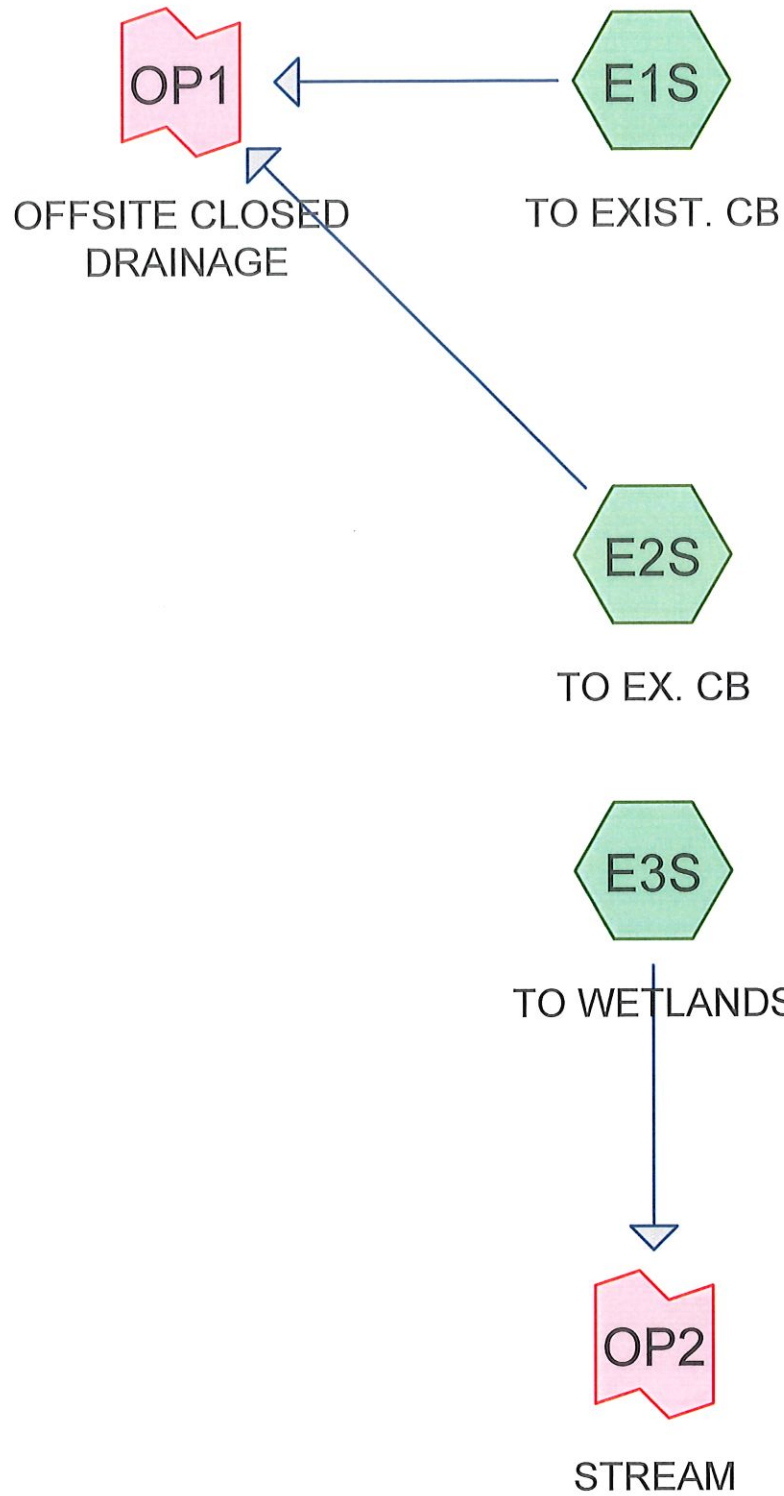 OP1
E1S
OFFSITE CLOSED
DRAINAGE
TO EXIST. CB
E2S
TO EX. CB
E3S
TO WETLANDS
OP2
STREAM